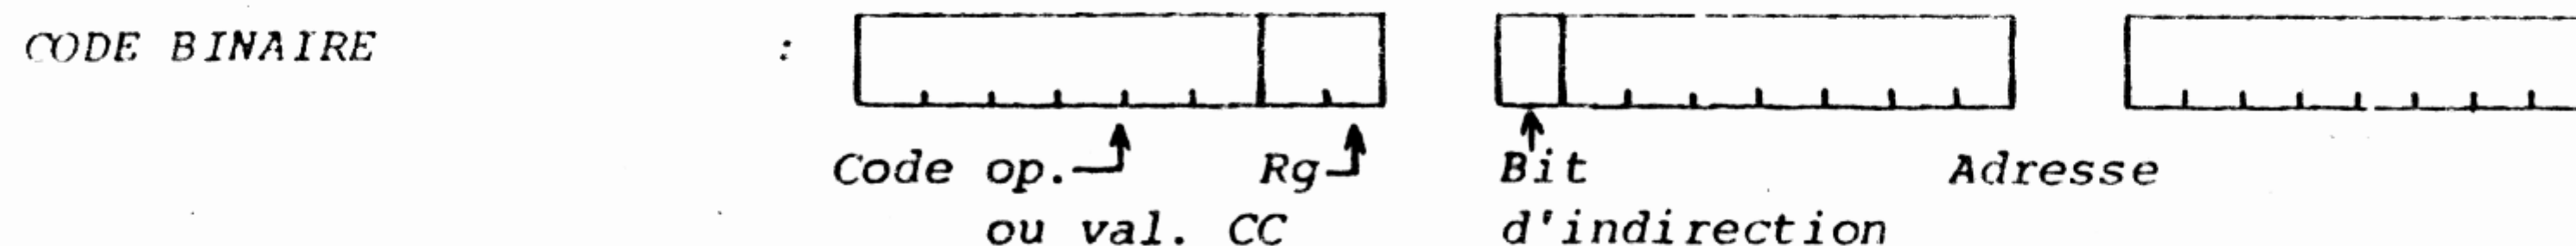 CODE BINAIRE :
Code op. Rg Bit Adresse
ou val. CC d'indirection